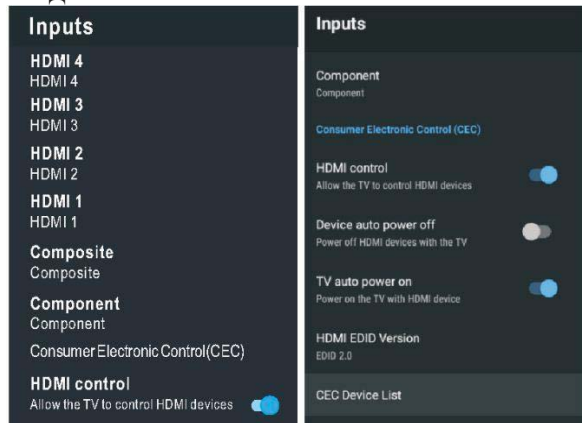 Inputs
HDMI 4
HDMI 4
HDMI 3
HDMI 3
HDMI 2
HDMI 2
HDMI 1
HDMI 1
Composite
Composite
Component
Component
Consumer Electronic Control(CEC)
HDMI control
Allow the TV to control HDMI devices
Inputs
Component
Component
Consumer Electronic Control (CEC)
HDMI control
Allow the TV to control HDMI devices
Device auto power off
Power off HDMI devices with the TV
TV auto power on
Power on the TV with HDMI device
HDMI EDID Version
EDID 2.0
CEC Device List